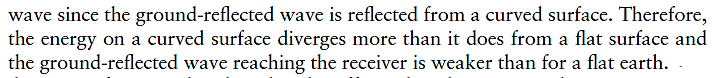 wave since the ground-reflected wave is reflected from a curved surface. Therefore,
the energy on a curved surface diverges more than it does from a flat surface and
the ground-reflected wave reaching the receiver is weaker than for a flat earth.